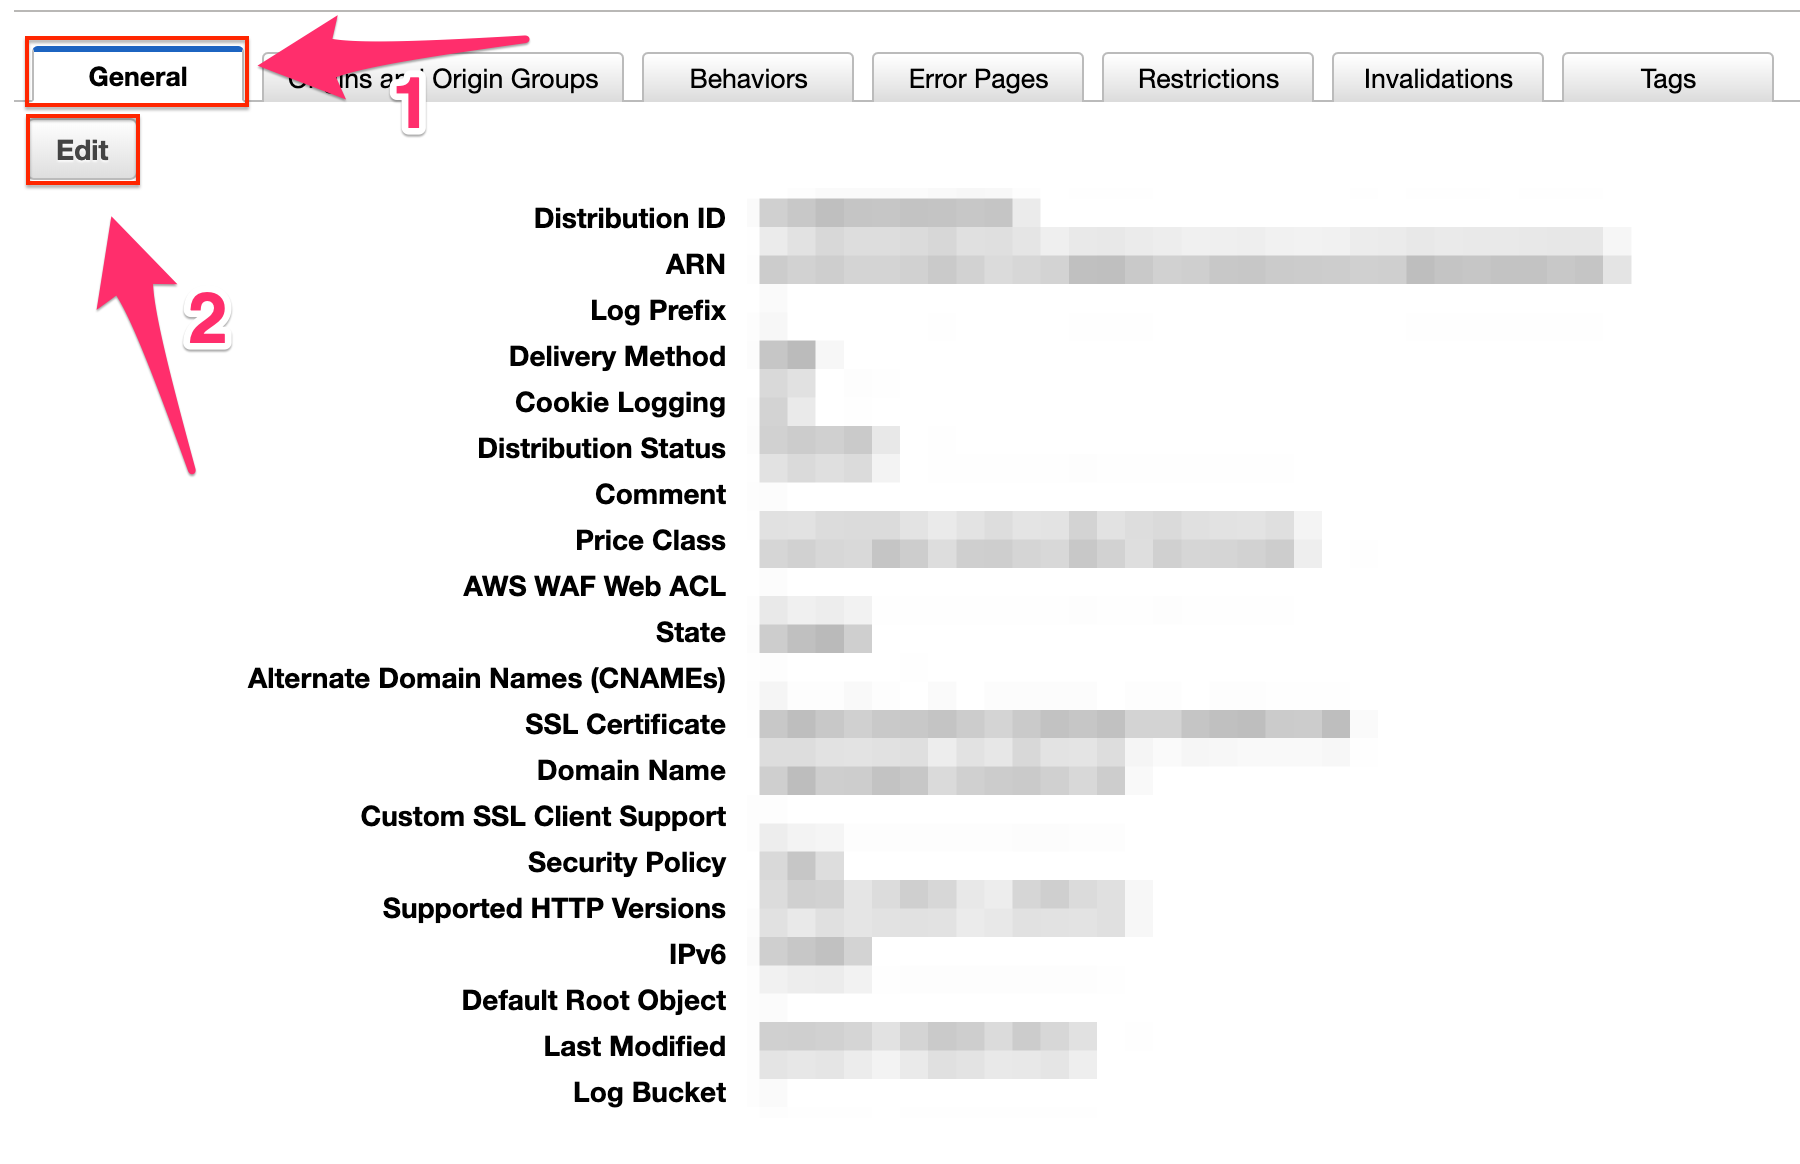 General
Origins and Origin Groups
Behaviors
Error Pages
Restrictions
Invalidations
Tags
1
Edit
2
Distribution ID
ARN
Log Prefix
Delivery Method
Cookie Logging
Distribution Status
Comment
Price Class
AWS WAF Web ACL
State
Alternate Domain Names (CNAMEs)
SSL Certificate
Domain Name
Custom SSL Client Support
Security Policy
Supported HTTP Versions
IPv6
Default Root Object
Last Modified
Log Bucket